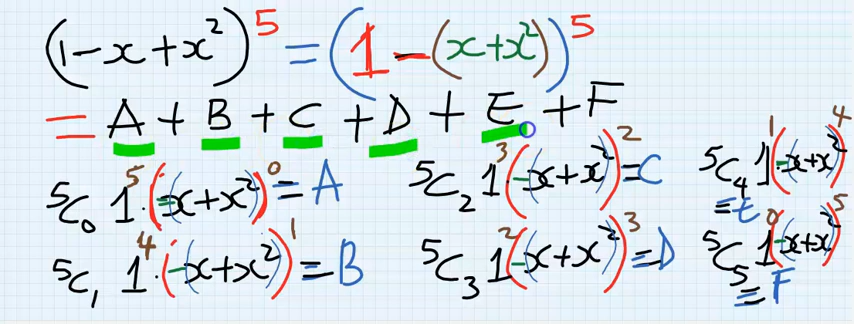 (1-x+x²)⁵ = (1-(x+x²))⁵
= A + B + C + D + E + F
⁵C₀ 1⁵(-(x+x²))⁰ = A
⁵C₁ 1⁴·(-(x+x²))¹ = B
⁵C₂ 1³(-(x+x²))² = C
⁵C₃ 1²(-(x+x²))³ = D
⁵C₄ 1¹(-(x+x²))⁴
= E
⁵C₅ 1⁰(-(x+x²))⁵
= F